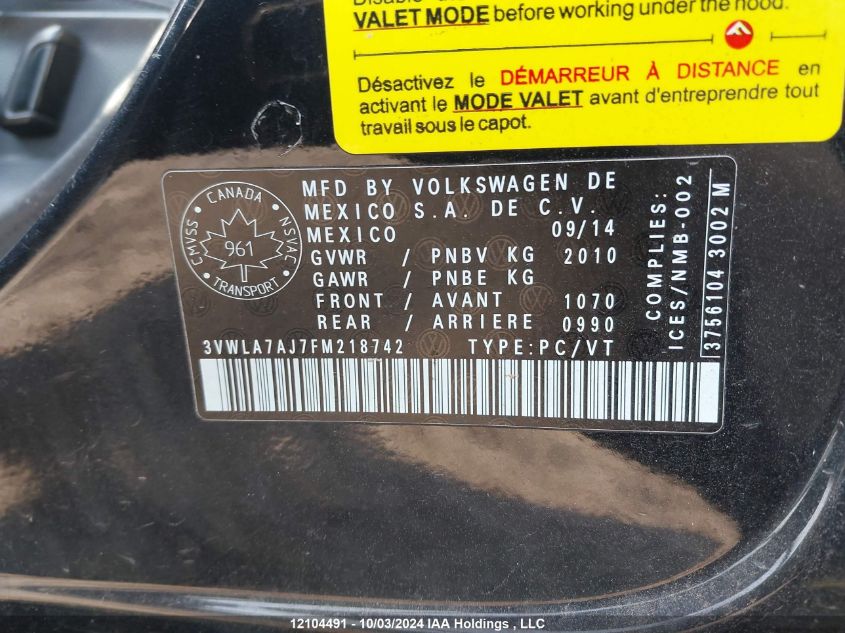 Disable
VALET MODE before working under the hood.
Désactivez le DÉMARREUR À DISTANCE en
activant le MODE VALET avant d'entreprendre tout
travail sous le capot.
CANADA
CMVSS
NSVAC
961
TRANSPORT
MFD BY VOLKSWAGEN DE
MEXICO S.A. DE C.V.
MEXICO 09/14
GVWR / PNBV KG 2010
GAWR / PNBE KG
FRONT / AVANT 1070
REAR / ARRIERE 0990
3VWLA7AJ7FM218742 TYPE:PC/VT
COMPLIES:
ICES/NMB-002
3756104 3002 M
12104491 - 10/03/2024 IAA Holdings , LLC